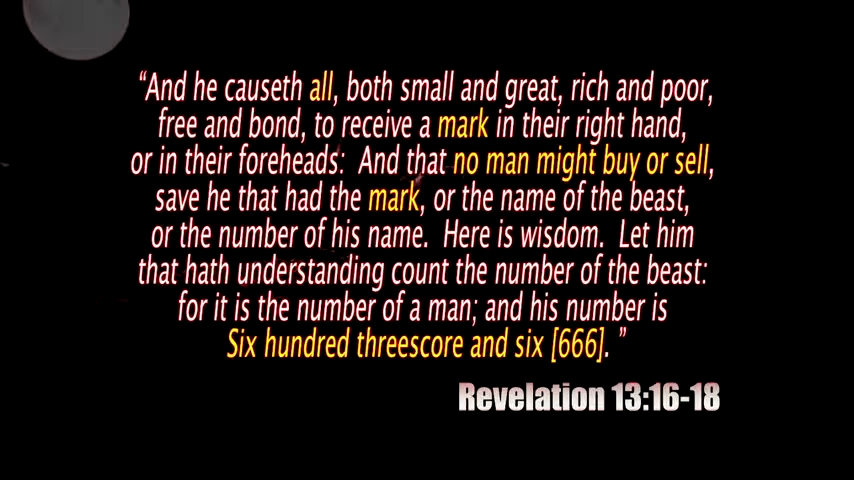 “And he causeth all, both small and great, rich and poor,
free and bond, to receive a mark in their right hand,
or in their foreheads:  And that no man might buy or sell,
save he that had the mark, or the name of the beast,
or the number of his name.  Here is wisdom.  Let him
that hath understanding count the number of the beast:
for it is the number of a man; and his number is
Six hundred threescore and six [666]. ”
Revelation 13:16-18